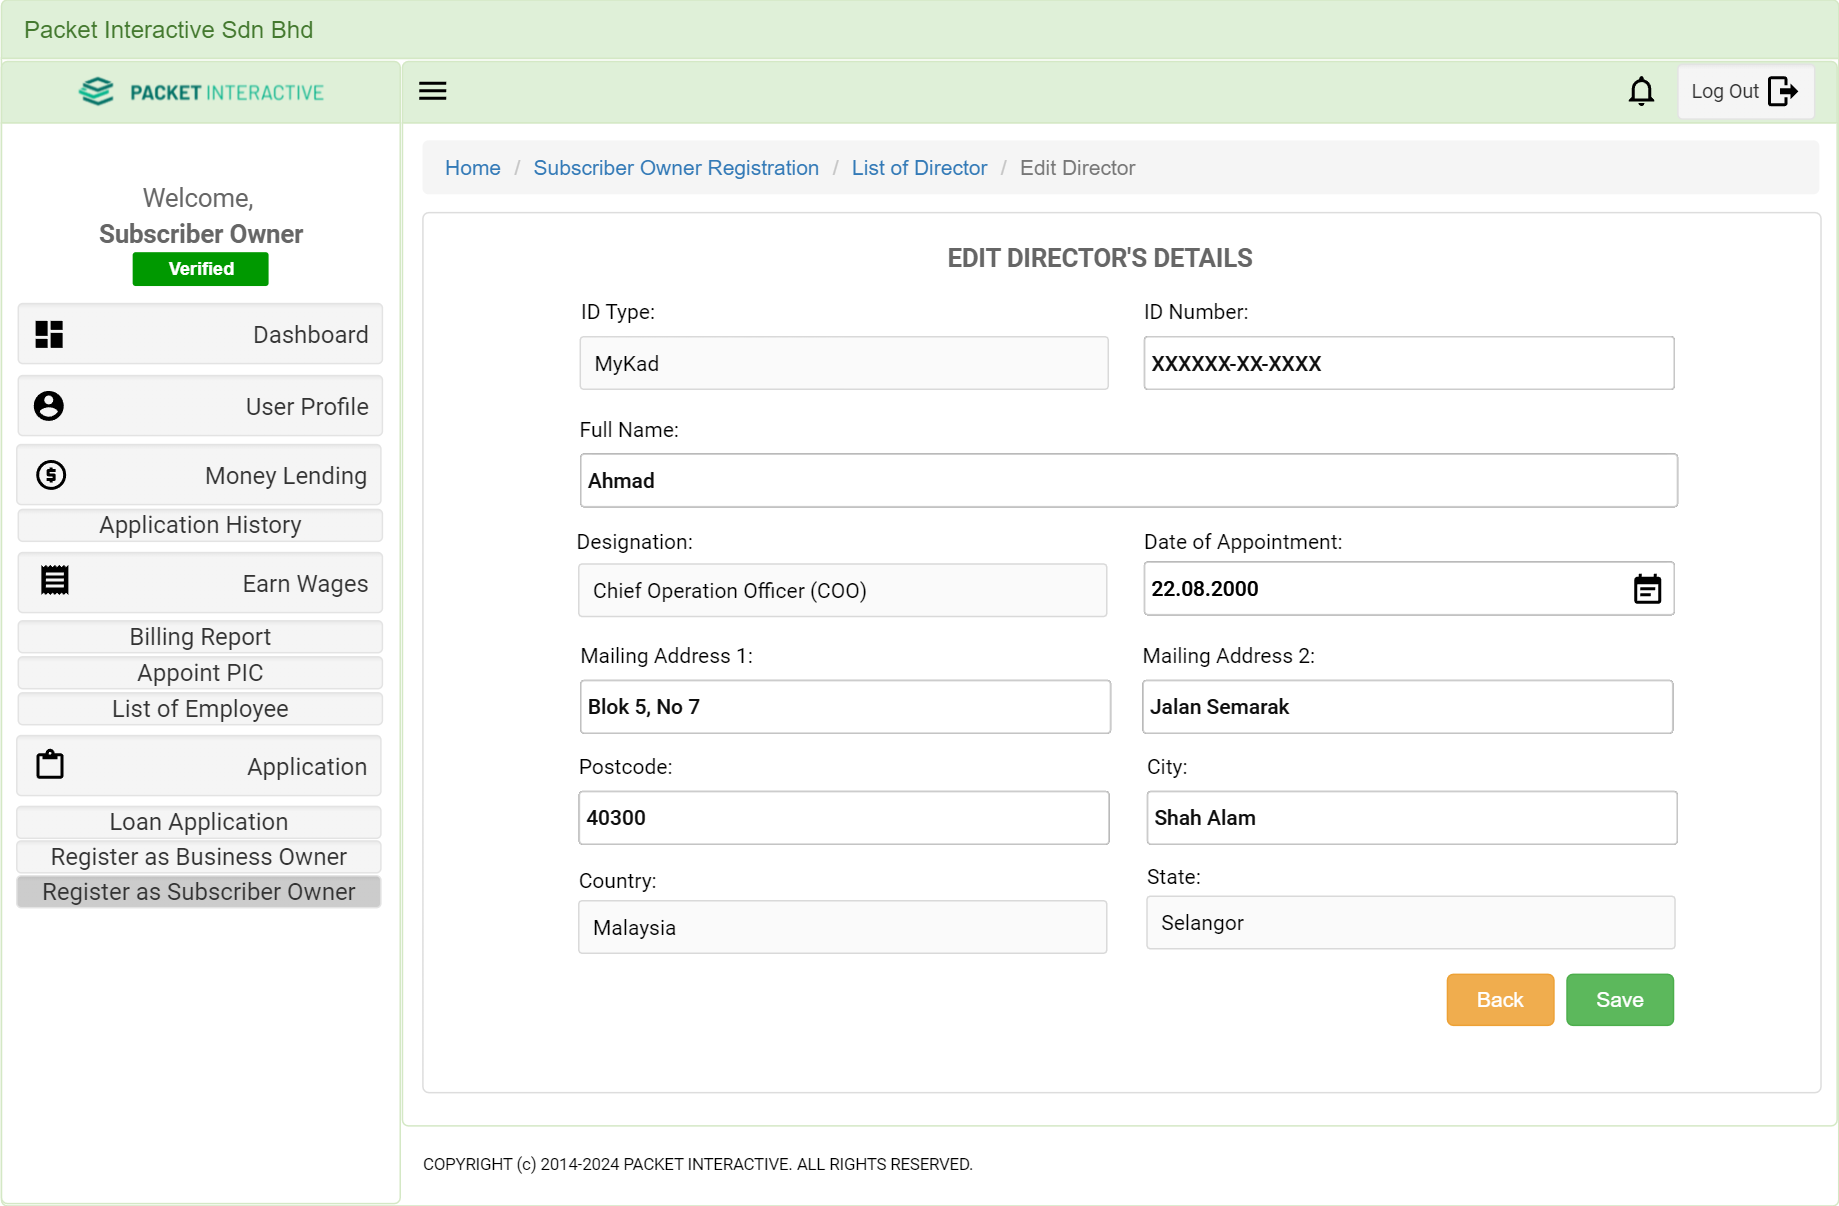 Packet Interactive Sdn Bhd
PACKET INTERACTIVE
Log Out
Home / Subscriber Owner Registration / List of Director / Edit Director
Welcome,
Subscriber Owner
Verified
Dashboard
User Profile
Money Lending
Application History
Earn Wages
Billing Report
Appoint PIC
List of Employee
Application
Loan Application
Register as Business Owner
Register as Subscriber Owner
EDIT DIRECTOR'S DETAILS
ID Type:
MyKad
ID Number:
XXXXXX-XX-XXXX
Full Name:
Ahmad
Designation:
Chief Operation Officer (COO)
Date of Appointment:
22.08.2000
Mailing Address 1:
Blok 5, No 7
Mailing Address 2:
Jalan Semarak
Postcode:
40300
City:
Shah Alam
Country:
Malaysia
State:
Selangor
Back
Save
COPYRIGHT (c) 2014-2024 PACKET INTERACTIVE. ALL RIGHTS RESERVED.